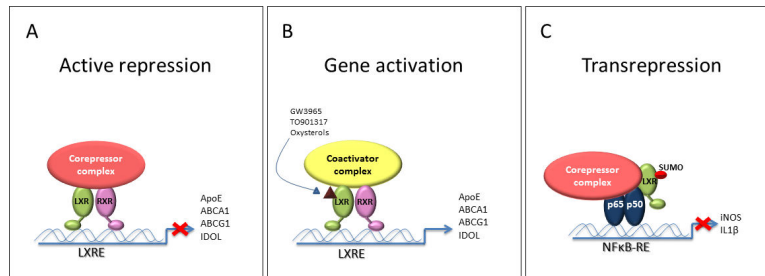 A
Active repression
Corepressor
complex
LXR RXR
ApoE
ABCA1
ABCG1
IDOL
LXRE
B
Gene activation
GW3965
TO901317
Oxysterols
Coactivator
complex
LXR RXR
ApoE
ABCA1
ABCG1
IDOL
LXRE
C
Transrepression
Corepressor
complex
SUMO
LXR
p65 p50
iNOS
IL1β
NFκB-RE